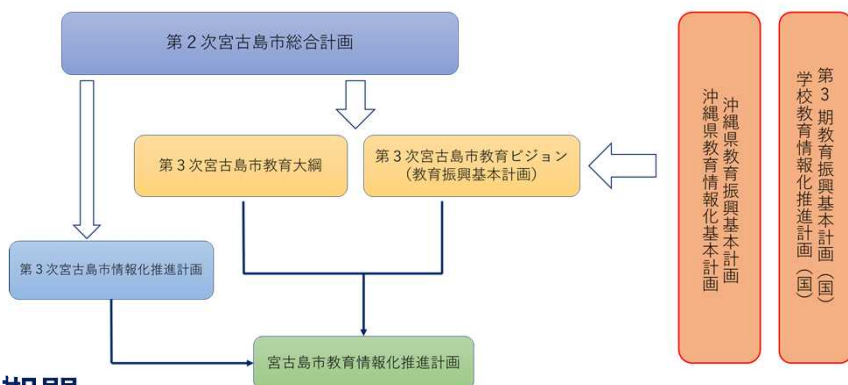 第２次宮古島市総合計画
第３次宮古島市教育大綱
第３次宮古島市教育ビジョン
（教育振興基本計画）
第３次宮古島市情報化推進計画
宮古島市教育情報化推進計画
沖縄県教育振興基本計画
沖縄県教育情報化基本計画
第３期教育振興基本計画（国）
学校教育情報化推進計画（国）